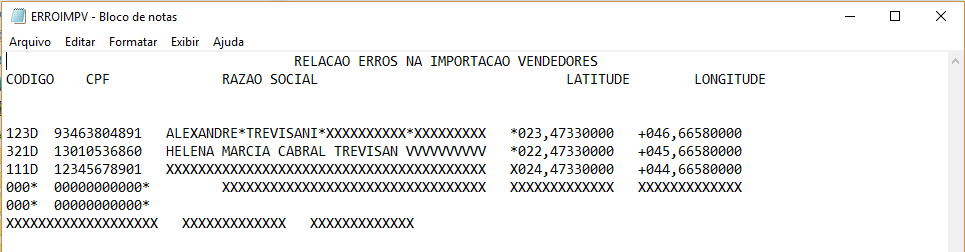 ERROIMPV - Bloco de notas
Arquivo Editar Formatar Exibir Ajuda
RELACAO ERROS NA IMPORTACAO VENDEDORES
CODIGO CPF RAZAO SOCIAL LATITUDE LONGITUDE
123D 93463804891 ALEXANDRE*TREVISANI*XXXXXXXXXX*XXXXXXXXX *023,47330000 +046,66580000
321D 13010536860 HELENA MARCIA CABRAL TREVISAN VVVVVVVVVV *022,47330000 +045,66580000
111D 12345678901 XXXXXXXXXXXXXXXXXXXXXXXXXXXXXXXXXXXXXXXX X024,47330000 +044,66580000
000* 00000000000* XXXXXXXXXXXXXXXXXXXXXXXXXXXXXXXXX XXXXXXXXXXXXX XXXXXXXXXXXXX
000* 00000000000*
XXXXXXXXXXXXXXXXXXX XXXXXXXXXXXXX XXXXXXXXXXXXX